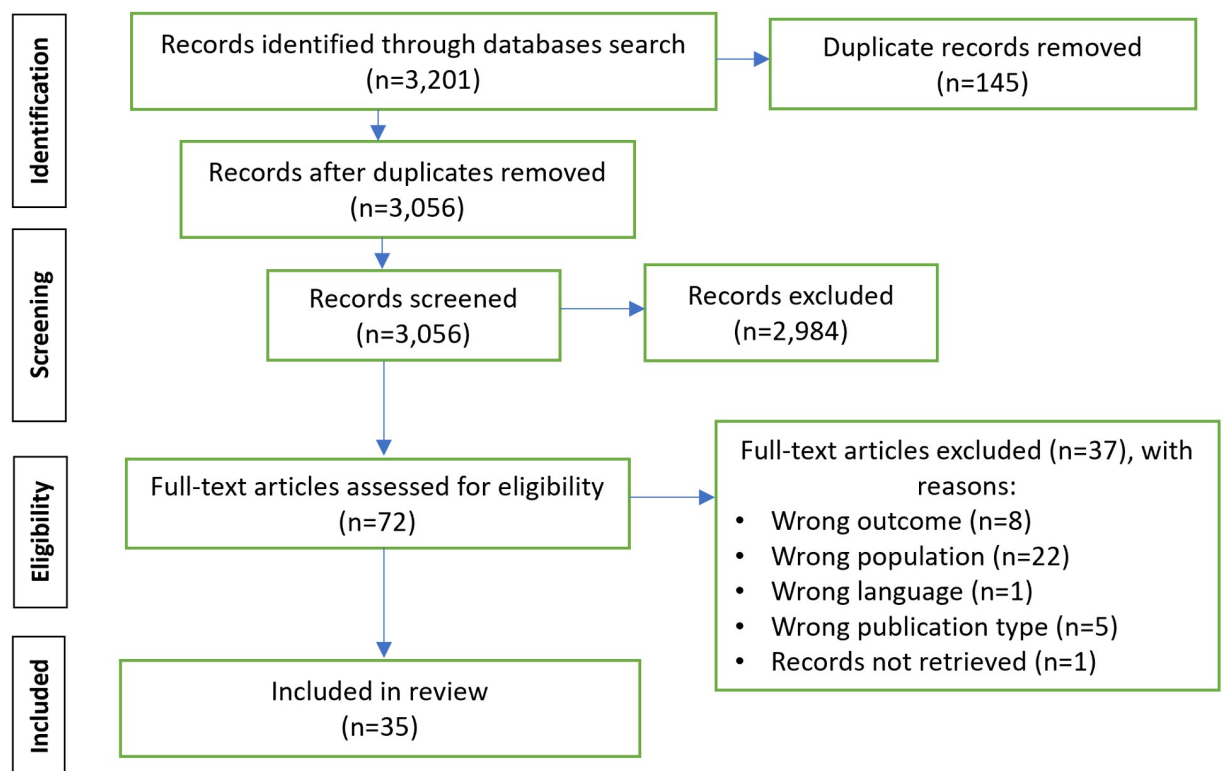 Identification
Records identified through databases search
(n=3,201)
Duplicate records removed
(n=145)
Records after duplicates removed
(n=3,056)
Screening
Records screened
(n=3,056)
Records excluded
(n=2,984)
Eligibility
Full-text articles assessed for eligibility
(n=72)
Full-text articles excluded (n=37), with
reasons:
• Wrong outcome (n=8)
• Wrong population (n=22)
• Wrong language (n=1)
• Wrong publication type (n=5)
• Records not retrieved (n=1)
Included
Included in review
(n=35)